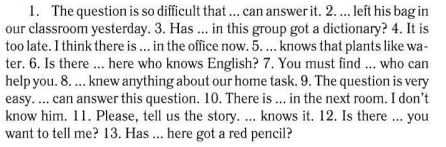 1. The question is so difficult that ... can answer it. 2. ... left his bag in
our classroom yesterday. 3. Has ... in this group got a dictionary? 4. It is
too late. I think there is ... in the office now. 5. ... knows that plants like wa-
ter. 6. Is there ... here who knows English? 7. You must find ... who can
help you. 8. ... knew anything about our home task. 9. The question is very
easy. ... can answer this question. 10. There is ... in the next room. I don't
know him. 11. Please, tell us the story. ... knows it. 12. Is there ... you
want to tell me? 13. Has ... here got a red pencil?